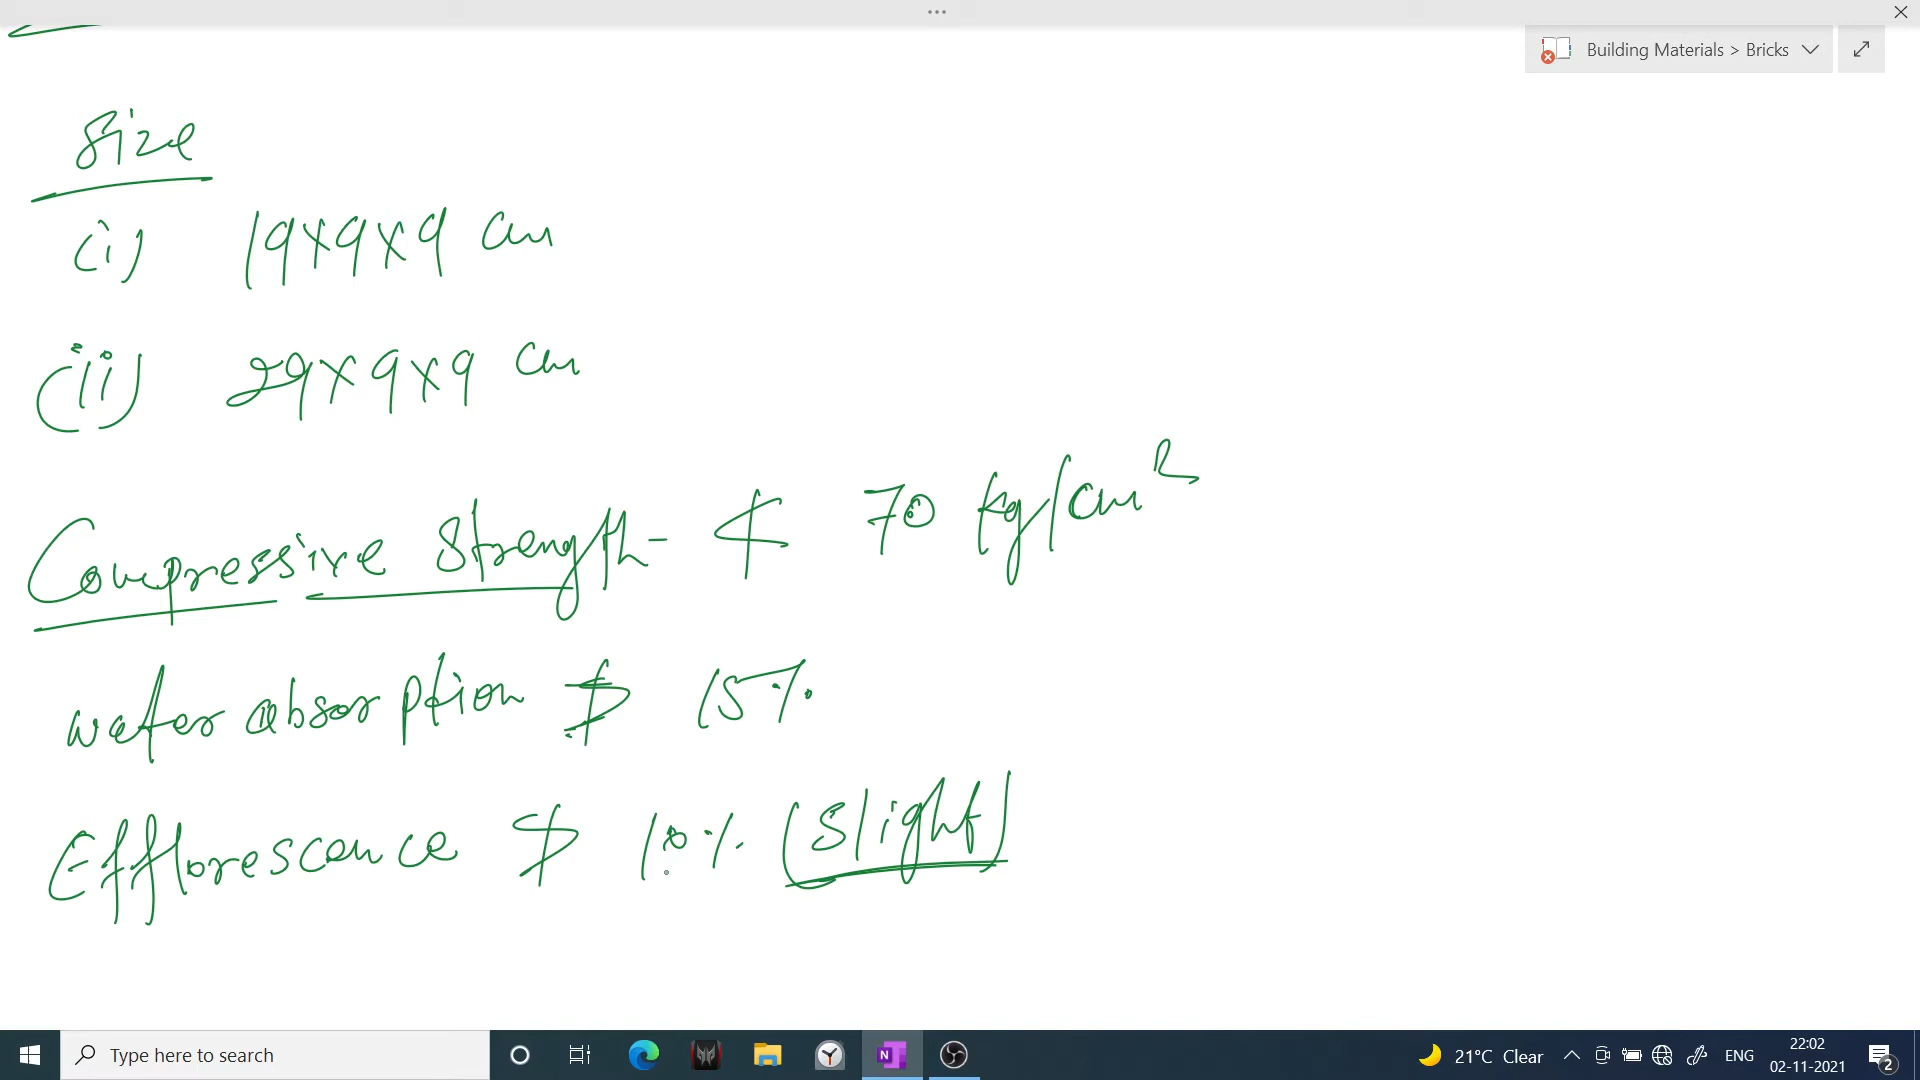 Building Materials > Bricks
Size
(i) 19x9x9 cm
(ii) 29x9x9 cm
Compressive Strength - ≮ 70 kg/cm²
water absorption ≯ 15%
Efflorescence ≯ 10% (Slight)
Type here to search
21°C Clear
ENG
22:02
02-11-2021
2